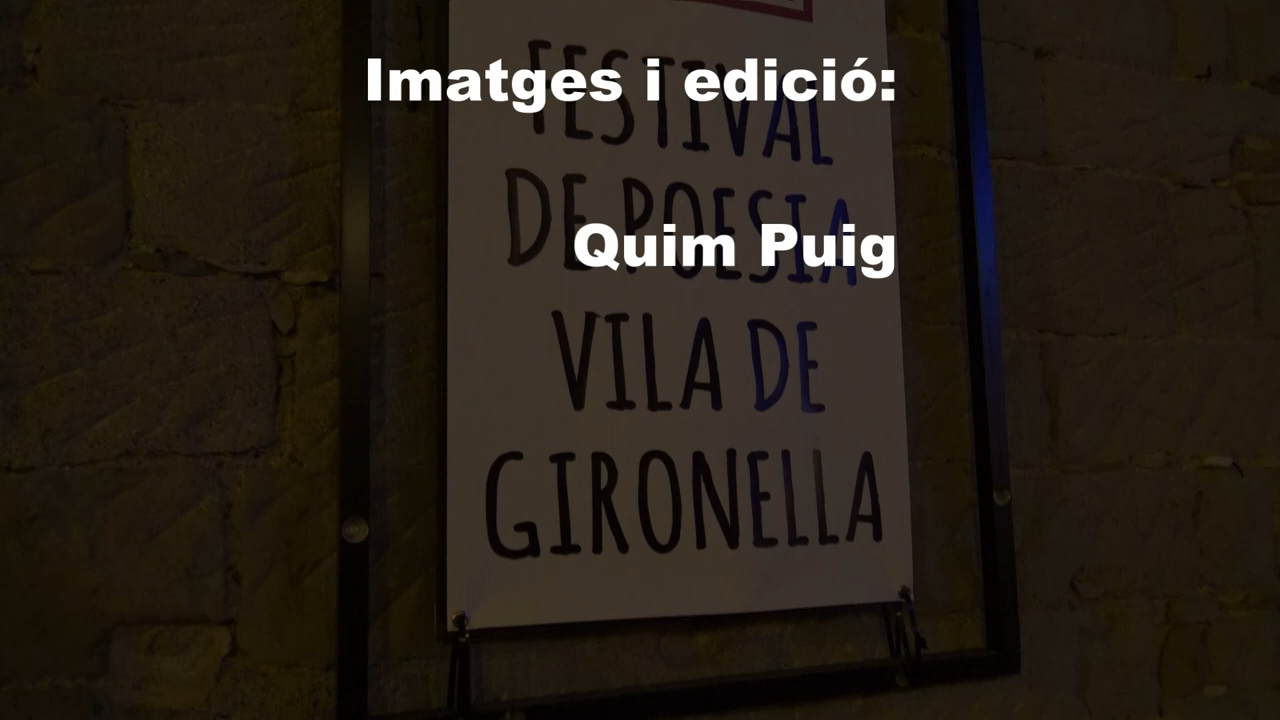 Imatges i edició:
Quim Puig
FESTIVAL
DE POESIA
VILA DE
GIRONELLA